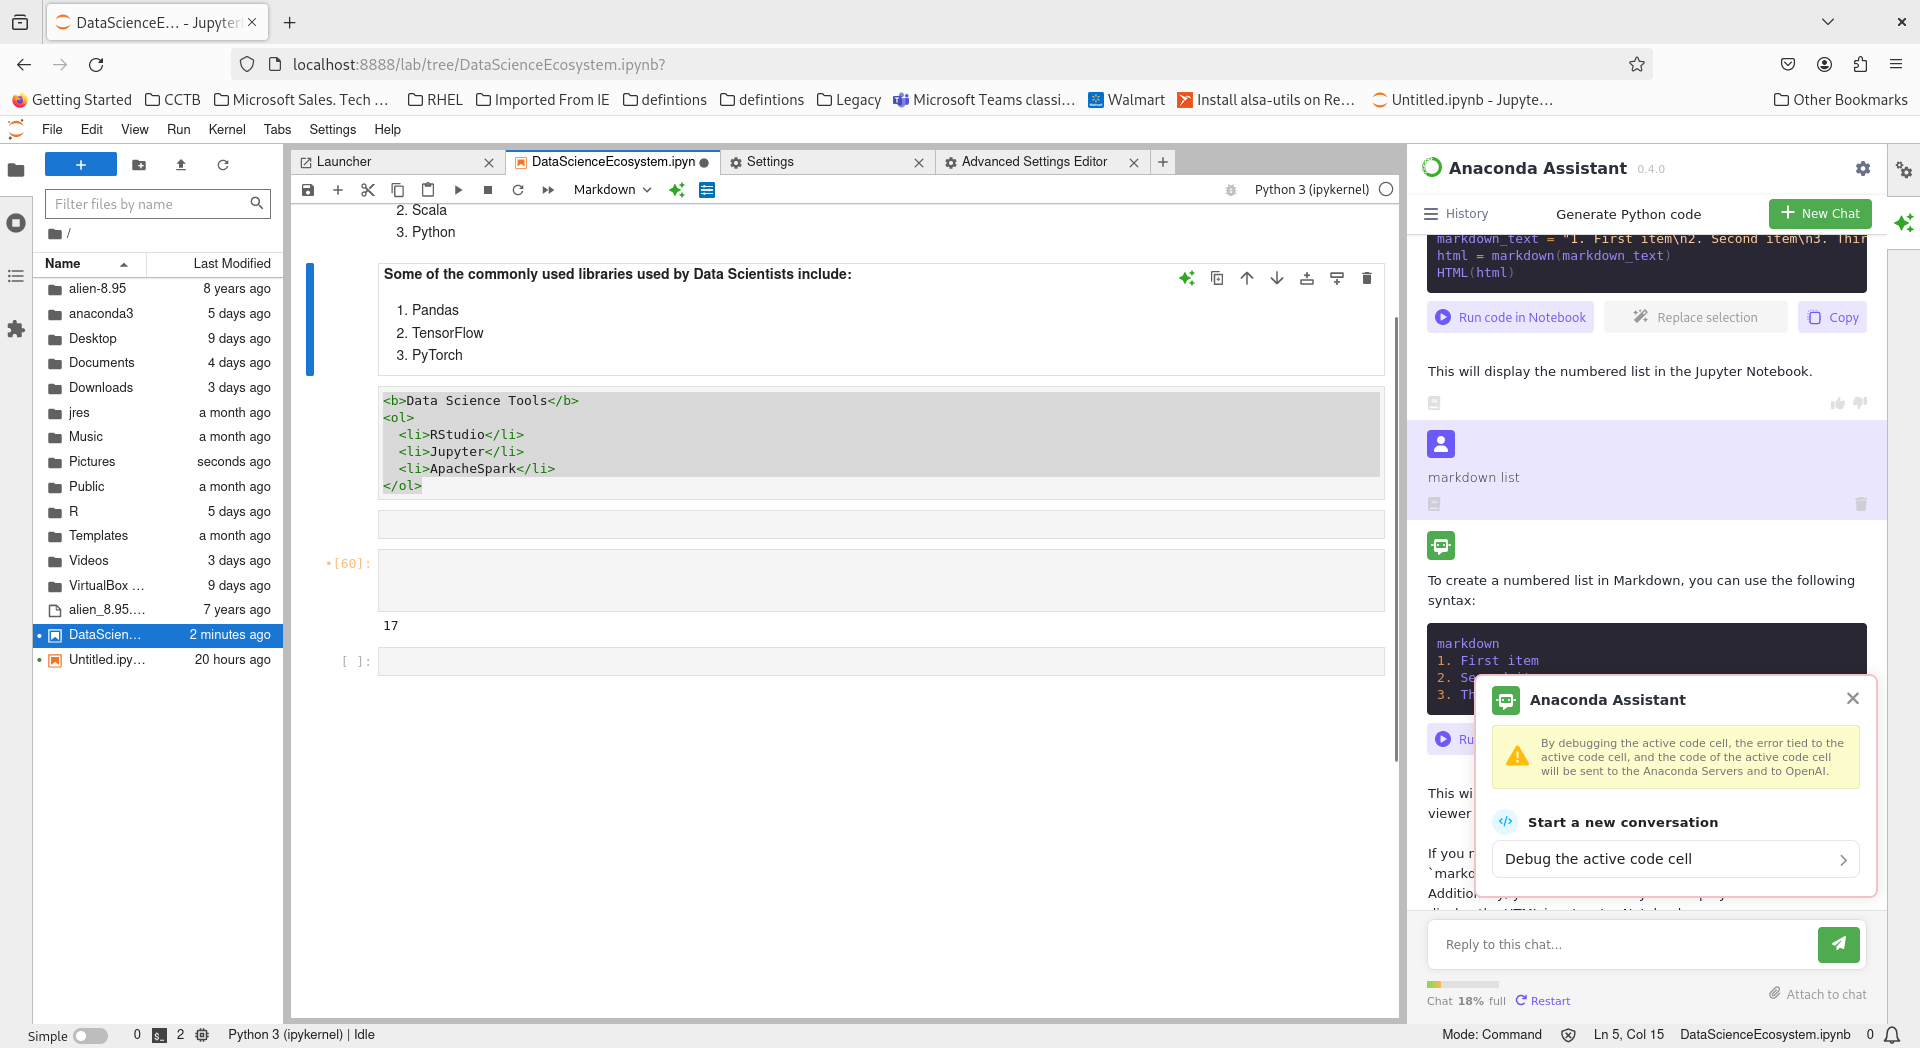 DataScienceE… - Jupyter
localhost:8888/lab/tree/DataScienceEcosystem.ipynb?
Getting Started
CCTB
Microsoft Sales. Tech …
RHEL
Imported From IE
defintions
defintions
Legacy
Microsoft Teams classi…
Walmart
Install alsa-utils on Re…
Untitled.ipynb - Jupyte…
Other Bookmarks
File Edit View Run Kernel Tabs Settings Help
Filter files by name
/
Name Last Modified
alien-8.95 8 years ago
anaconda3 5 days ago
Desktop 9 days ago
Documents 4 days ago
Downloads 3 days ago
jres a month ago
Music a month ago
Pictures seconds ago
Public a month ago
R 5 days ago
Templates a month ago
Videos 3 days ago
VirtualBox … 9 days ago
alien_8.95.… 7 years ago
DataScien… 2 minutes ago
Untitled.ipy… 20 hours ago
Launcher
DataScienceEcosystem.ipyn
Settings
Advanced Settings Editor
Markdown
Python 3 (ipykernel)
2. Scala
3. Python
Some of the commonly used libraries used by Data Scientists include:
1. Pandas
2. TensorFlow
3. PyTorch
<b>Data Science Tools</b>
<ol>
<li>RStudio</li>
<li>Jupyter</li>
<li>ApacheSpark</li>
</ol>
•[60]:
17
[ ]:
Anaconda Assistant 0.4.0
History
Generate Python code
New Chat
markdown_text = "1. First item\n2. Second item\n3. Thir
html = markdown(markdown_text)
HTML(html)
Run code in Notebook
Replace selection
Copy
This will display the numbered list in the Jupyter Notebook.
markdown list
To create a numbered list in Markdown, you can use the following
syntax:
markdown
1. First item
2. Se
3. Th
Ru
This wi
viewer
If you r
`markd
Additio
Anaconda Assistant
By debugging the active code cell, the error tied to the
active code cell, and the code of the active code cell
will be sent to the Anaconda Servers and to OpenAI.
Start a new conversation
Debug the active code cell
Reply to this chat...
Chat 18% full
Restart
Attach to chat
Simple
0
2
Python 3 (ipykernel) | Idle
Mode: Command
Ln 5, Col 15
DataScienceEcosystem.ipynb
0